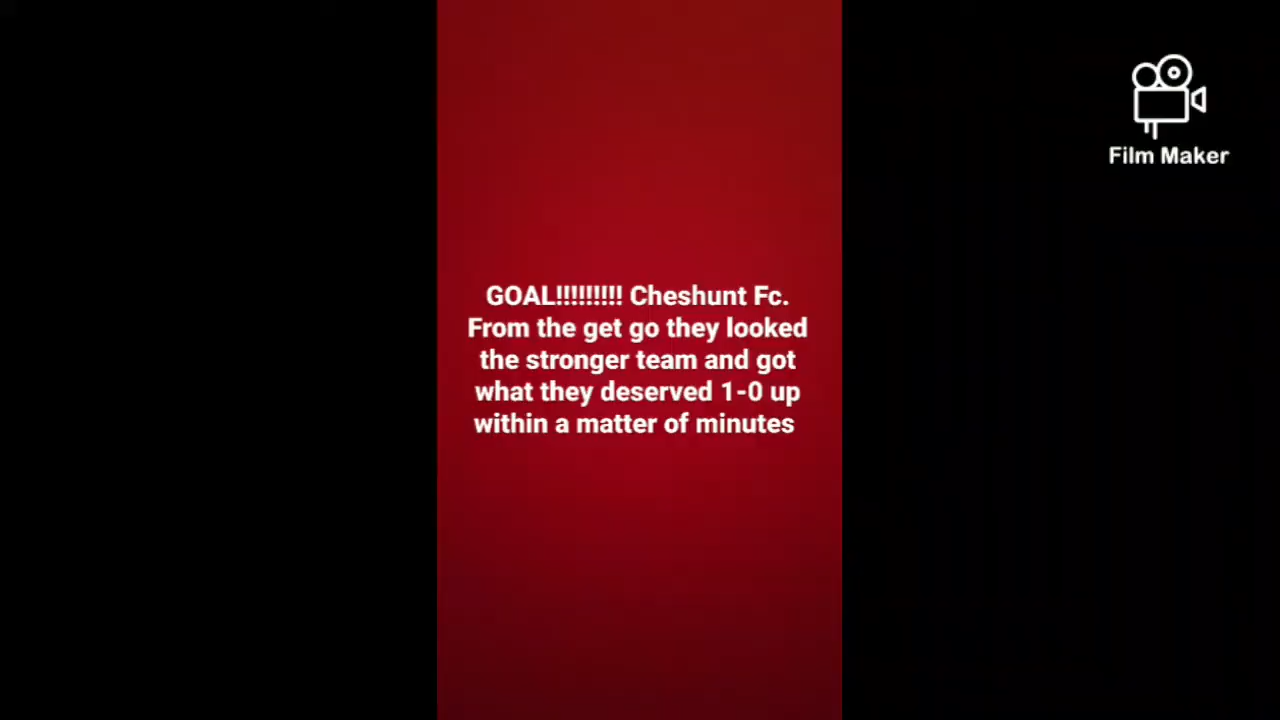 Film Maker
GOAL!!!!!!!!! Cheshunt Fc.
From the get go they looked
the stronger team and got
what they deserved 1-0 up
within a matter of minutes